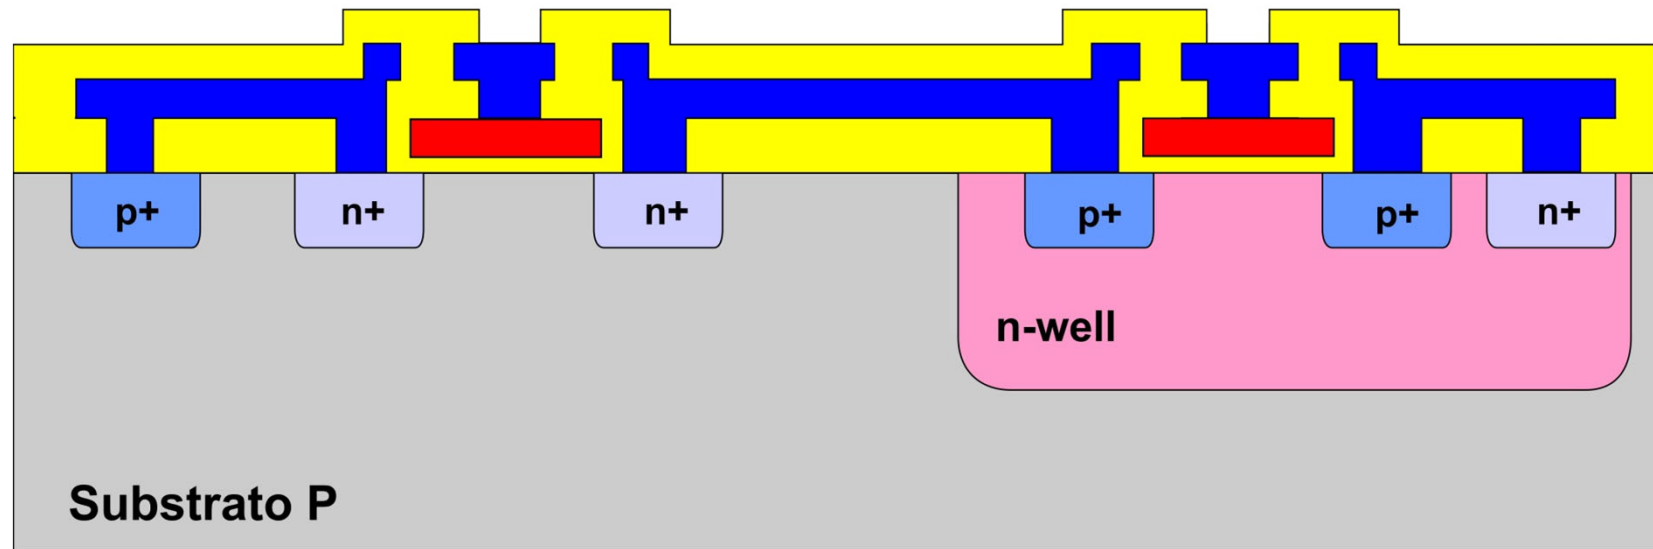 p+
n+
n+
p+
p+
n+
n-well
Substrato P